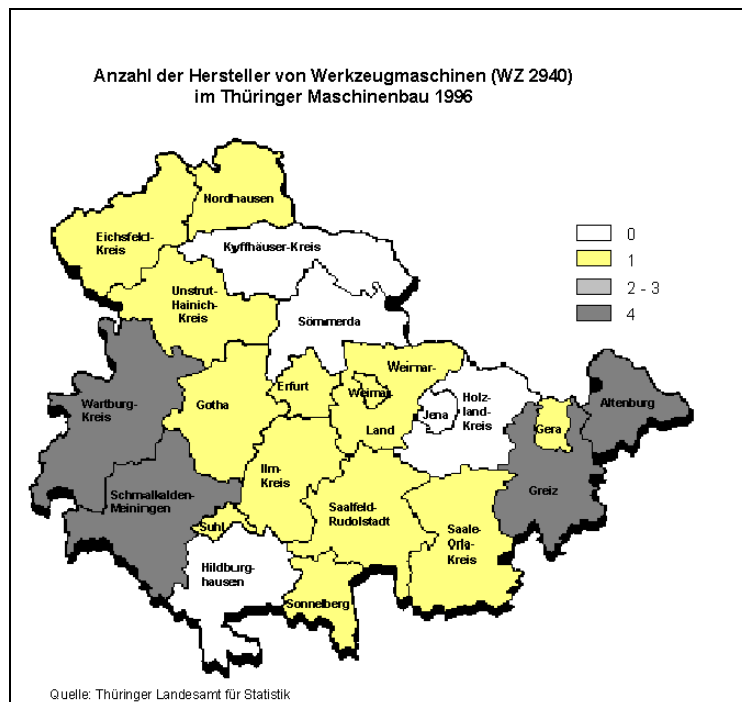 Anzahl der Hersteller von Werkzeugmaschinen (WZ 2940)
im Thüringer Maschinenbau 1996
Nordhausen
Eichsfeld-
Kreis
Kyffhäuser-Kreis
0
1
2 - 3
4
Unstrut-
Hainich-
Kreis
Sömmerda
Weimar-
Land
Erfurt
Weimar
Wartburg-
Kreis
Gotha
Jena
Holz-
land-
Kreis
Gera
Altenburg
Ilm-
Kreis
Schmalkalden-
Meiningen
Greiz
Saalfeld-
Rudolstadt
Suhl
Saale-
Orla-
Kreis
Hildburg-
hausen
Sonneberg
Quelle: Thüringer Landesamt für Statistik